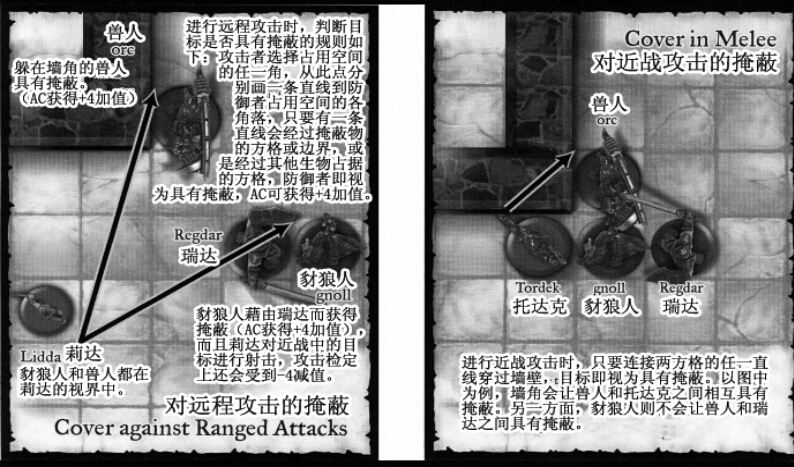 兽人
orc
躲在墙角的兽人
具有掩蔽。
（AC获得+4加值）
进行远程攻击时，判断目
标是否具有掩蔽的规则如
下：攻击者选择占用空间
的任一角，从此点分
别画一条直线到防
御者占用空间的各
角落，只要有一条
直线会经过掩蔽物
的方格或边界，或
是经过其他生物占据
的方格，防御者即视
为具有掩蔽，AC可获得+4加值。
Regdar
瑞达
豺狼人
gnoll
豺狼人藉由瑞达而获得
掩蔽（AC获得+4加值），
而且莉达对近战中的目
标进行射击，攻击检定
上还会受到-4减值。
Lidda 莉达
豺狼人和兽人都在
莉达的视界中。
对远程攻击的掩蔽
Cover against Ranged Attacks
Cover in Melee
对近战攻击的掩蔽
兽人
orc
Tordek
托达克
gnoll
豺狼人
Regdar
瑞达
进行近战攻击时，只要连接两方格的任一直
线穿过墙壁，目标即视为具有掩蔽。以图中
为例，墙角会让兽人和托达克之间相互具有
掩蔽。另一方面，豺狼人则不会让兽人和瑞
达之间具有掩蔽。